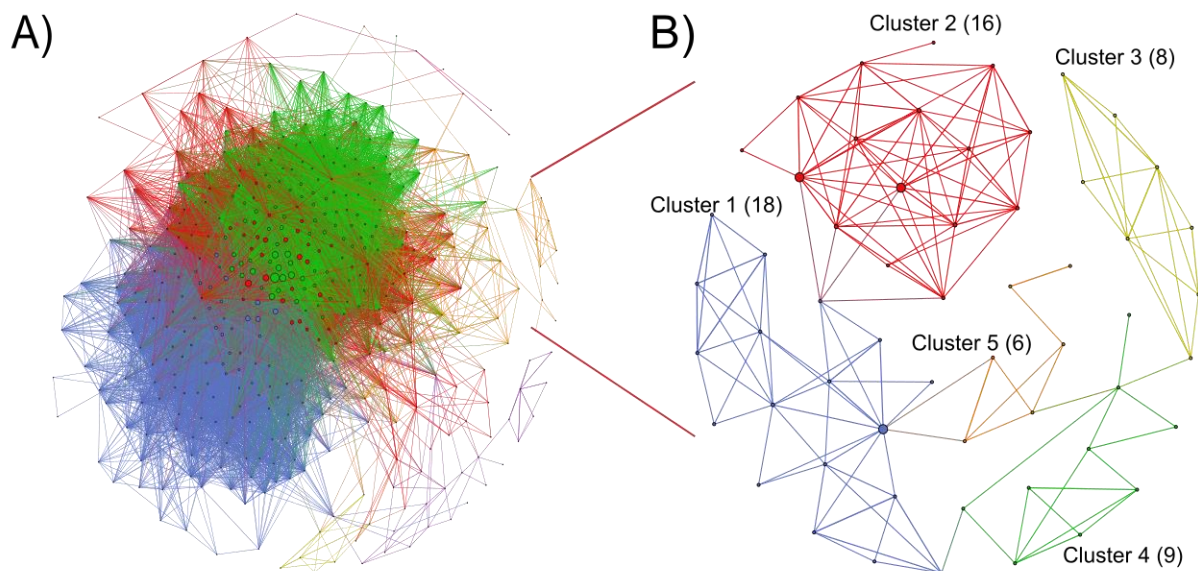 A)
B)
Cluster 2 (16)
Cluster 3 (8)
Cluster 1 (18)
Cluster 5 (6)
Cluster 4 (9)